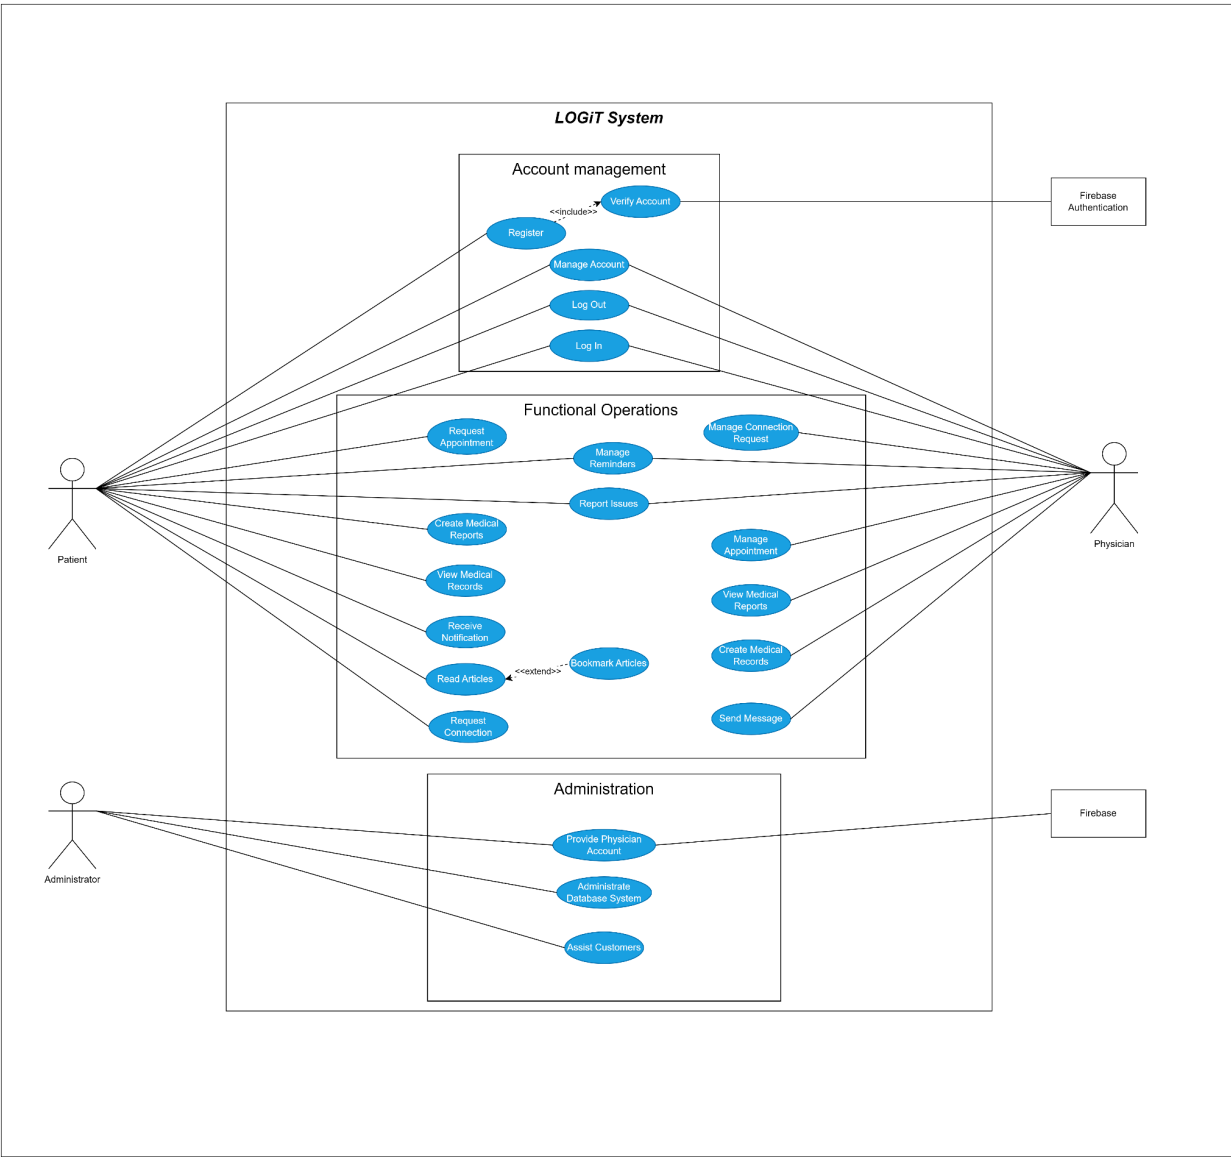 LOGiT System
Account management
Verify Account
<<include>>
Register
Manage Account
Log Out
Log In
Firebase
Authentication
Functional Operations
Request
Appointment
Manage Connection
Request
Manage
Reminders
Report Issues
Create Medical
Reports
Manage
Appointment
View Medical
Records
View Medical
Reports
Receive
Notification
Create Medical
Records
Bookmark Articles
<<extend>>
Read Articles
Request
Connection
Send Message
Patient
Physician
Administration
Provide Physician
Account
Administrate
Database System
Assist Customers
Administrator
Firebase